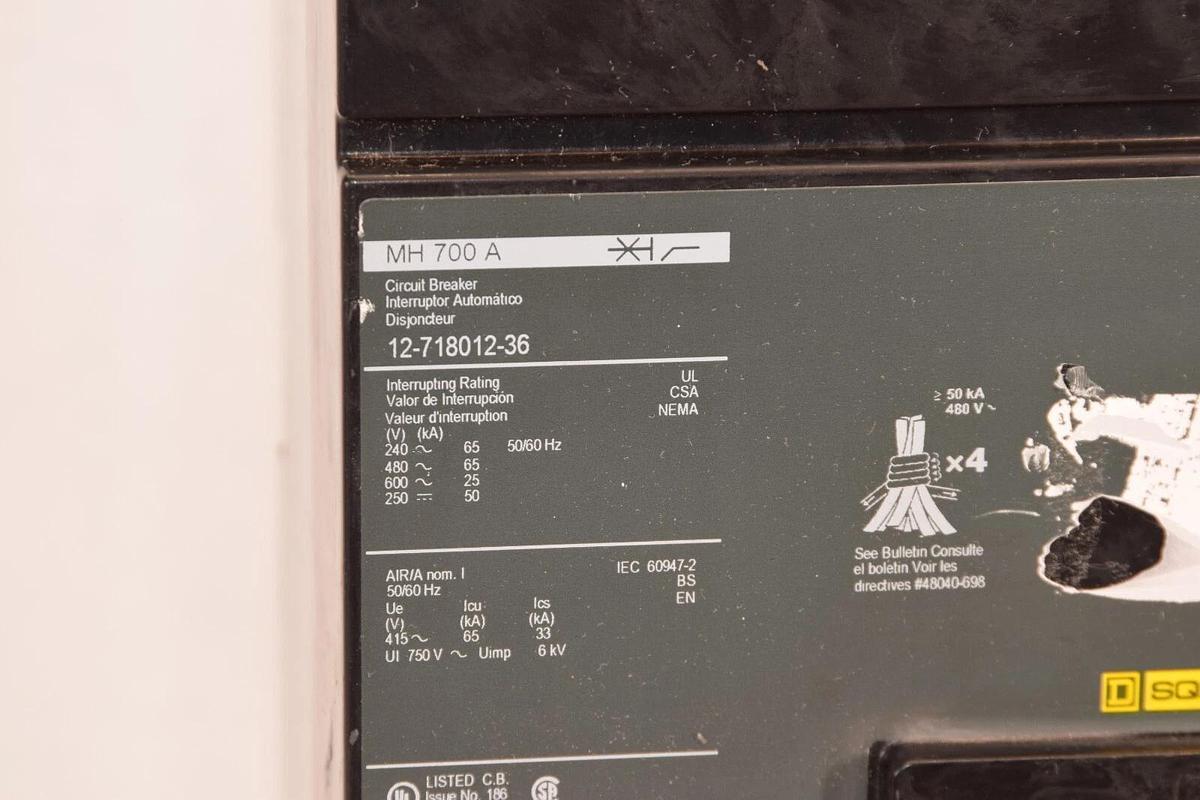 MH 700 A
Circuit Breaker
Interruptor Automático
Disjoncteur
12-718012-36
Interrupting Rating
Valor de Interrupción
Valeur d'interruption
UL
CSA
NEMA
(V) (kA)
240 ~ 65 50/60 Hz
480 ~ 65
600 ~ 25
250 ⎓ 50
AIR/A nom. I
50/60 Hz
IEC 60947-2
BS
EN
Ue Icu Ics
(V) (kA) (kA)
415 ~ 65 33
UI 750 V ~ Uimp 6 kV
UL LISTED C.B.
Issue No. 186
≥ 50 kA
480 V ~
x4
See Bulletin Consulte
el boletin Voir les
directives #48040-698
D SQ